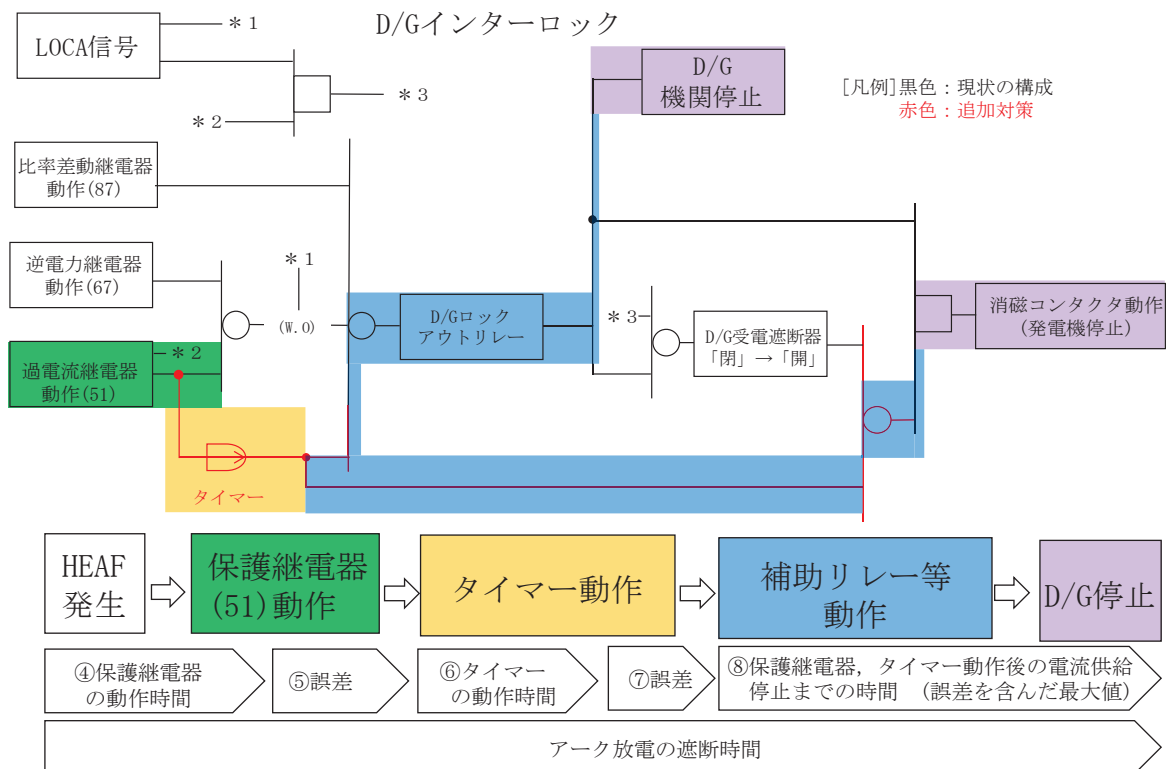 D/Gインターロック
LOCA信号
＊1
＊2
＊3
D/G
機関停止
[凡例]黒色：現状の構成
赤色：追加対策
比率差動継電器
動作(87)
逆電力継電器
動作(67)
＊1
(W.O)
D/Gロック
アウトリレー
＊3
D/G受電遮断器
「閉」→「開」
消磁コンタクタ動作
(発電機停止)
過電流継電器
動作(51)
＊2
タイマー
HEAF
発生
保護継電器
(51)動作
タイマー動作
補助リレー等
動作
D/G停止
④保護継電器
の動作時間
⑤誤差
⑥タイマー
の動作時間
⑦誤差
⑧保護継電器，タイマー動作後の電流供給
停止までの時間　(誤差を含んだ最大値)
アーク放電の遮断時間